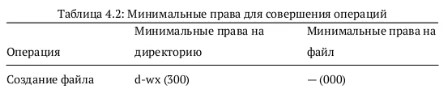 Таблица 4.2: Минимальные права для совершения операций
Минимальные права на Минимальные права на
Операция директорию файл
Создание файла d-wx (300) — (000)